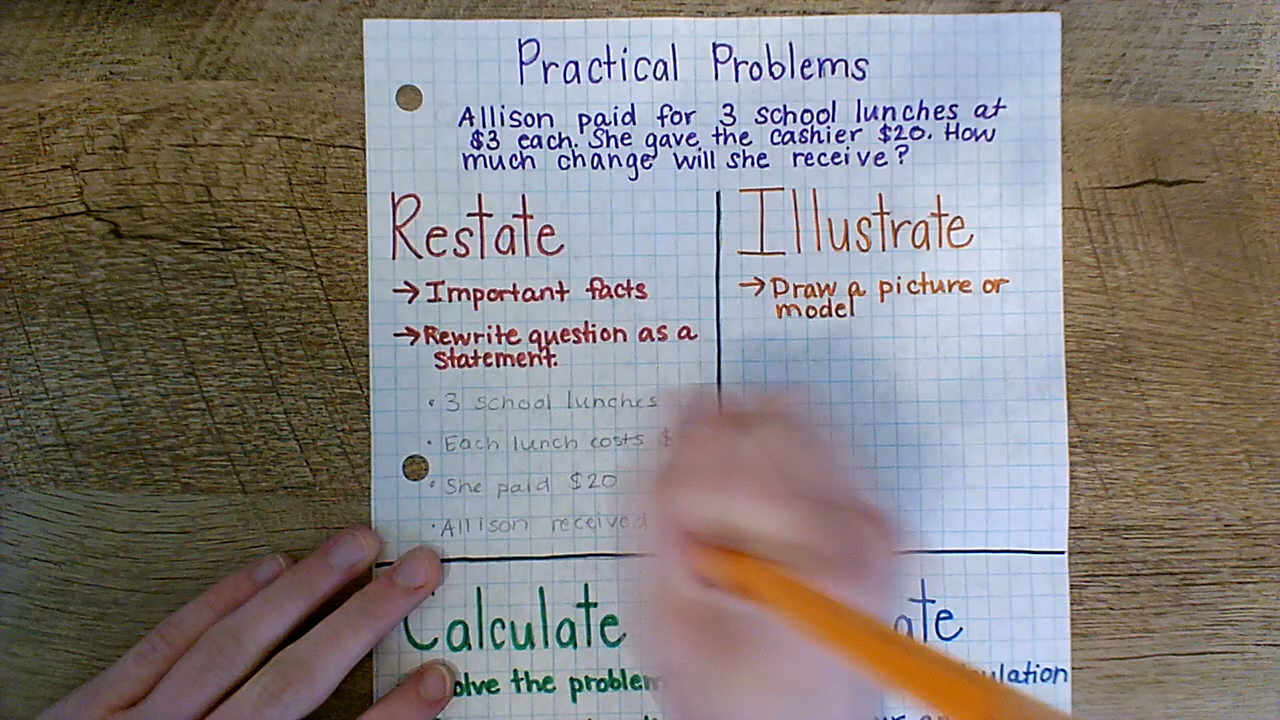 Practical Problems
Allison paid for 3 school lunches at
$3 each. She gave the cashier $20. How
much change will she receive?
Restate
→ Important facts
→ Rewrite question as a
statement.
• 3 school lunches
• Each lunch costs $
• She paid $20
• Allison received
Illustrate
→ Draw a picture or
model
Calculate
olve the problem
ate
ulation